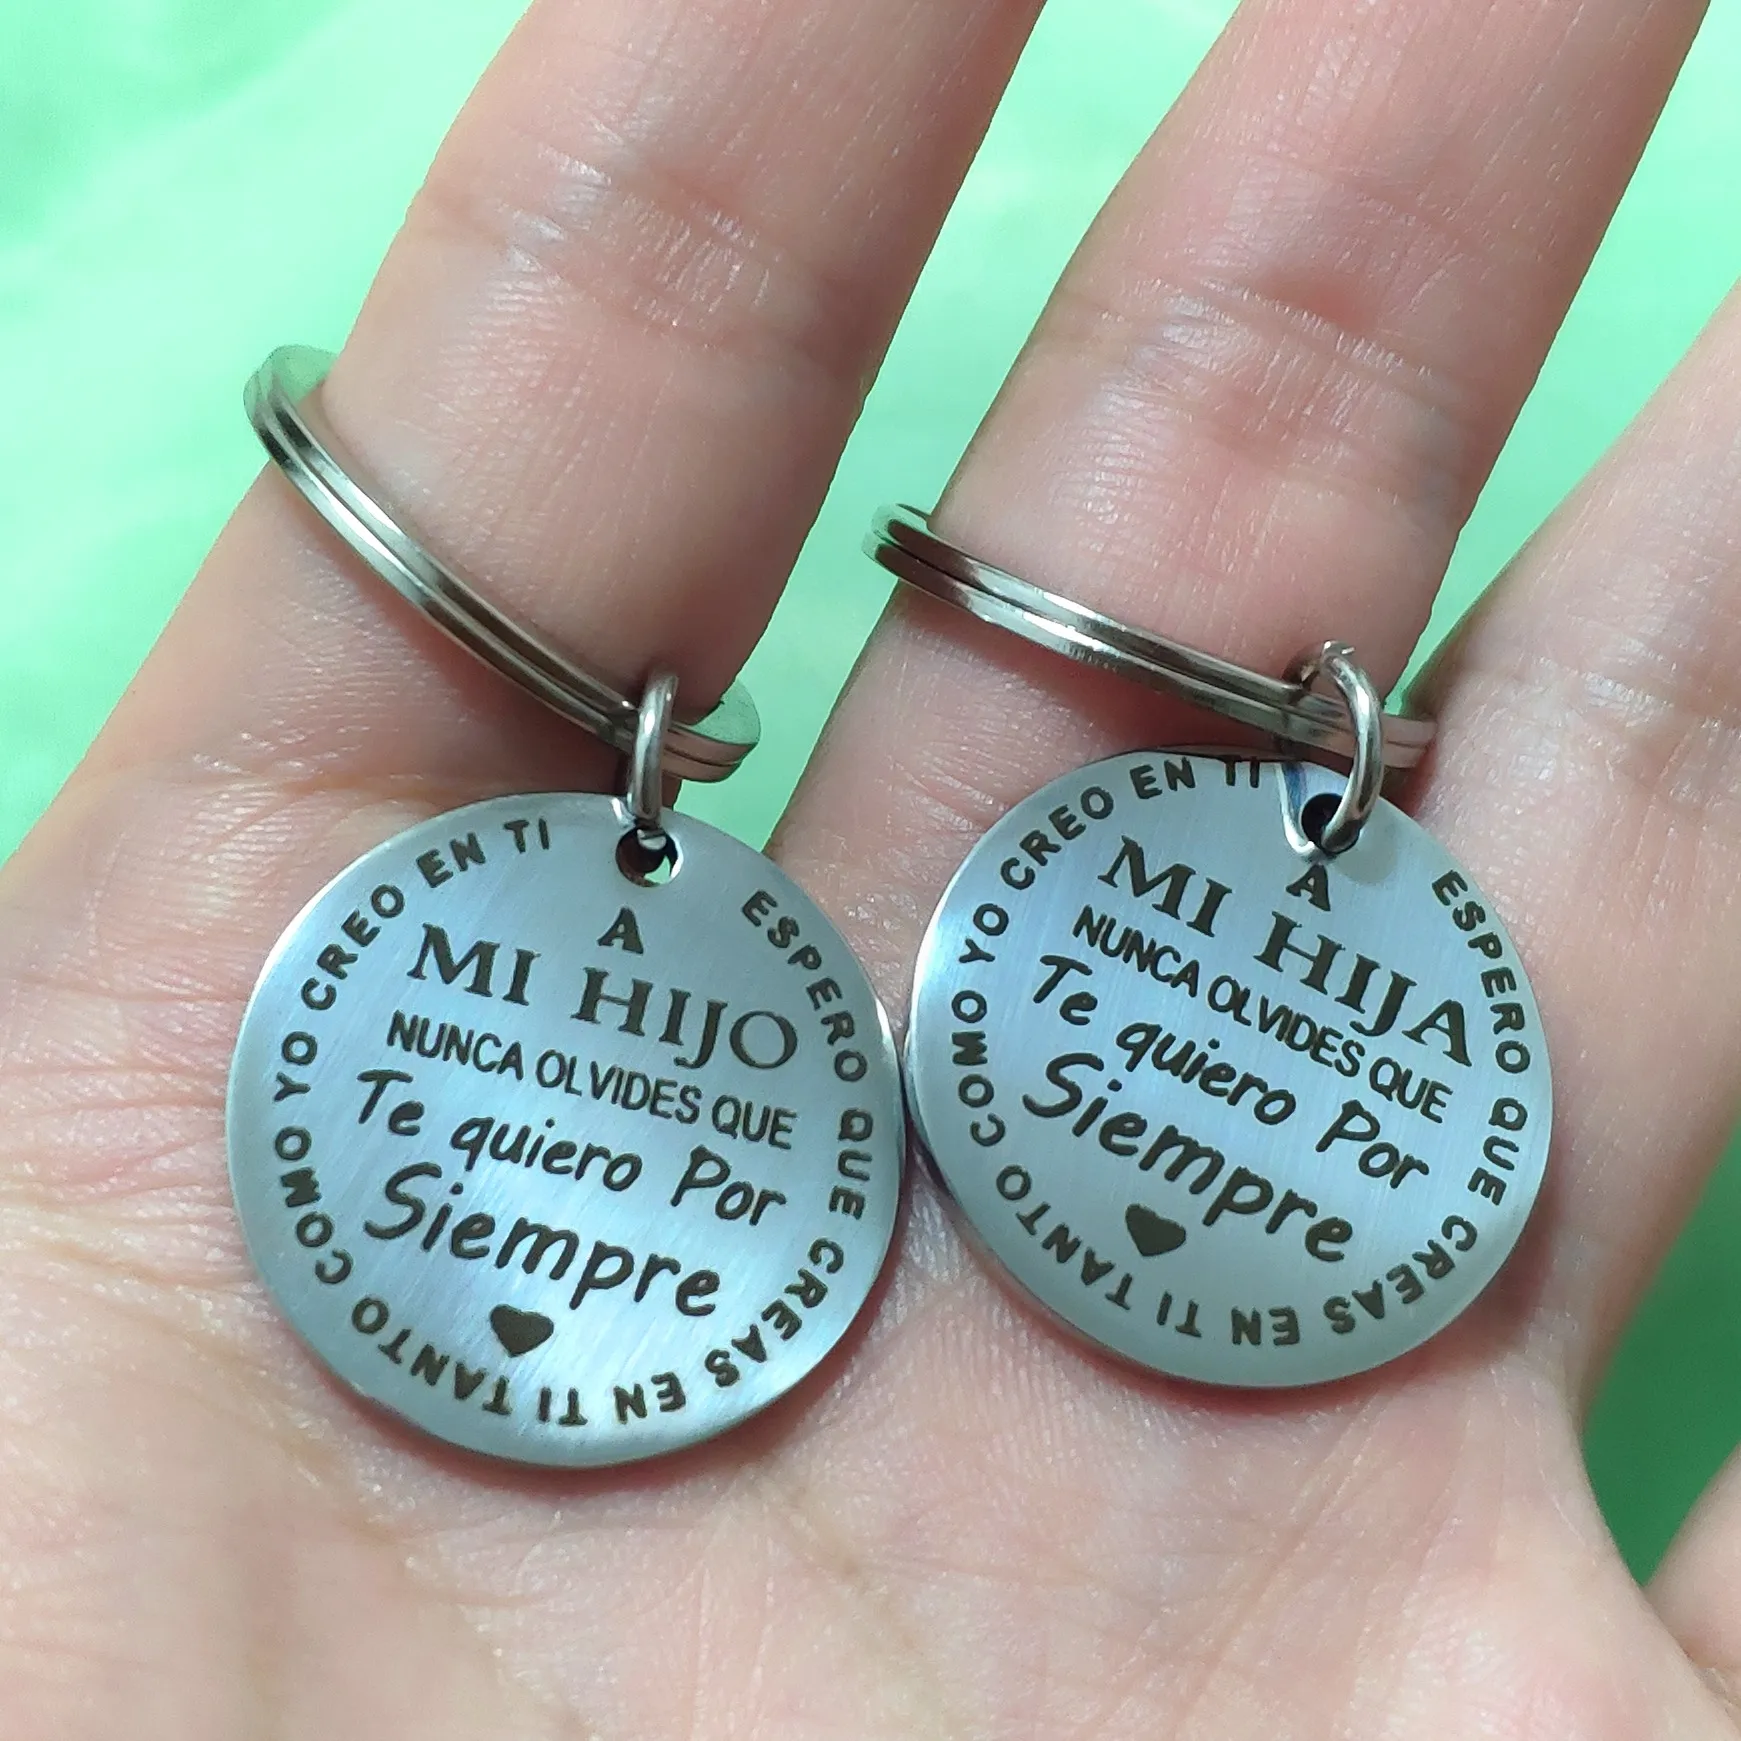 ESPERO QUE CREAS EN TI TANTO COMO YO CREO EN TI
A
MI HIJO
NUNCA OLVIDES QUE
Te quiero Por
Siempre
ESPERO QUE CREAS EN TI TANTO COMO YO CREO EN TI
A
MI HIJA
NUNCA OLVIDES QUE
Te quiero Por
Siempre